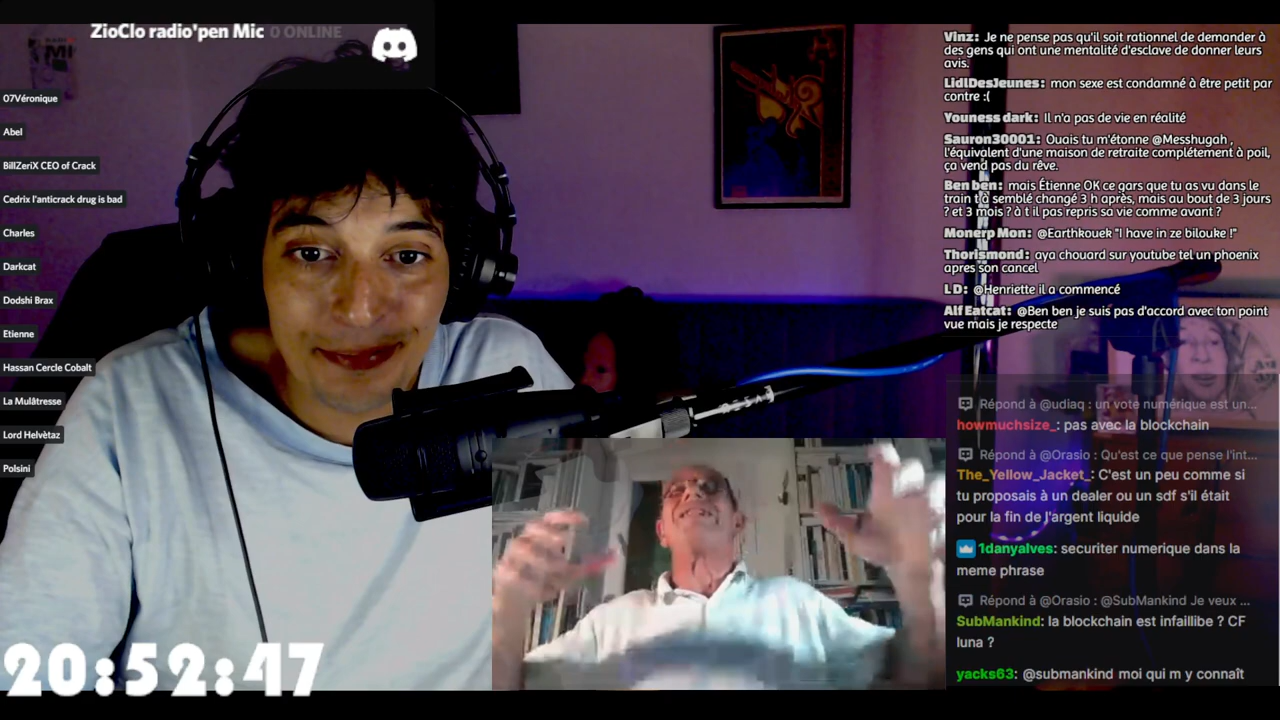 ZioClo radio'pen Mic 0 ONLINE
07Véronique
Abel
BillZeriX CEO of Crack
Cedrix l'anticrack drug is bad
Charles
Darkcat
Dodshi Brax
Etienne
Hassan Cercle Cobalt
La Mulâtresse
Lord Helvètaz
Polsini
20:52:47
Vinz: Je ne pense pas qu'il soit rationnel de demander à
des gens qui ont une mentalité d'esclave de donner leurs
avis.
LidlDesJeunes: mon sexe est condamné à être petit par
contre :(
Youness dark: Il n'a pas de vie en réalité
Sauron30001: Ouais tu m'étonne @Messhugah ,
l'équivalent d'une maison de retraite complétement à poil,
ça vend pas du rêve.
Ben ben: mais Étienne OK ce gars que tu as vu dans le
train t à semblé changé 3 h après, mais au bout de 3 jours
? et 3 mois ? à t il pas repris sa vie comme avant ?
Monerp Mon: @Earthkouek "I have in ze bilouke !"
Thorismond: aya chouard sur youtube tel un phoenix
apres son cancel
L D: @Henriette il a commencé
Alf Eatcat: @Ben ben je suis pas d'accord avec ton point
vue mais je respecte
Répond à @udiaq : un vote numérique est un...
howmuchsize_: pas avec la blockchain
Répond à @Orasio : Qu'est ce que pense l'int...
The_Yellow_Jacket_: C'est un peu comme si
tu proposais à un dealer ou un sdf s'il était
pour la fin de l'argent liquide
1danyalves: securiter numerique dans la
meme phrase
Répond à @Orasio : @SubMankind Je veux ...
SubMankind: la blockchain est infaillibe ? CF
luna ?
yacks63: @submankind moi qui m y connaît